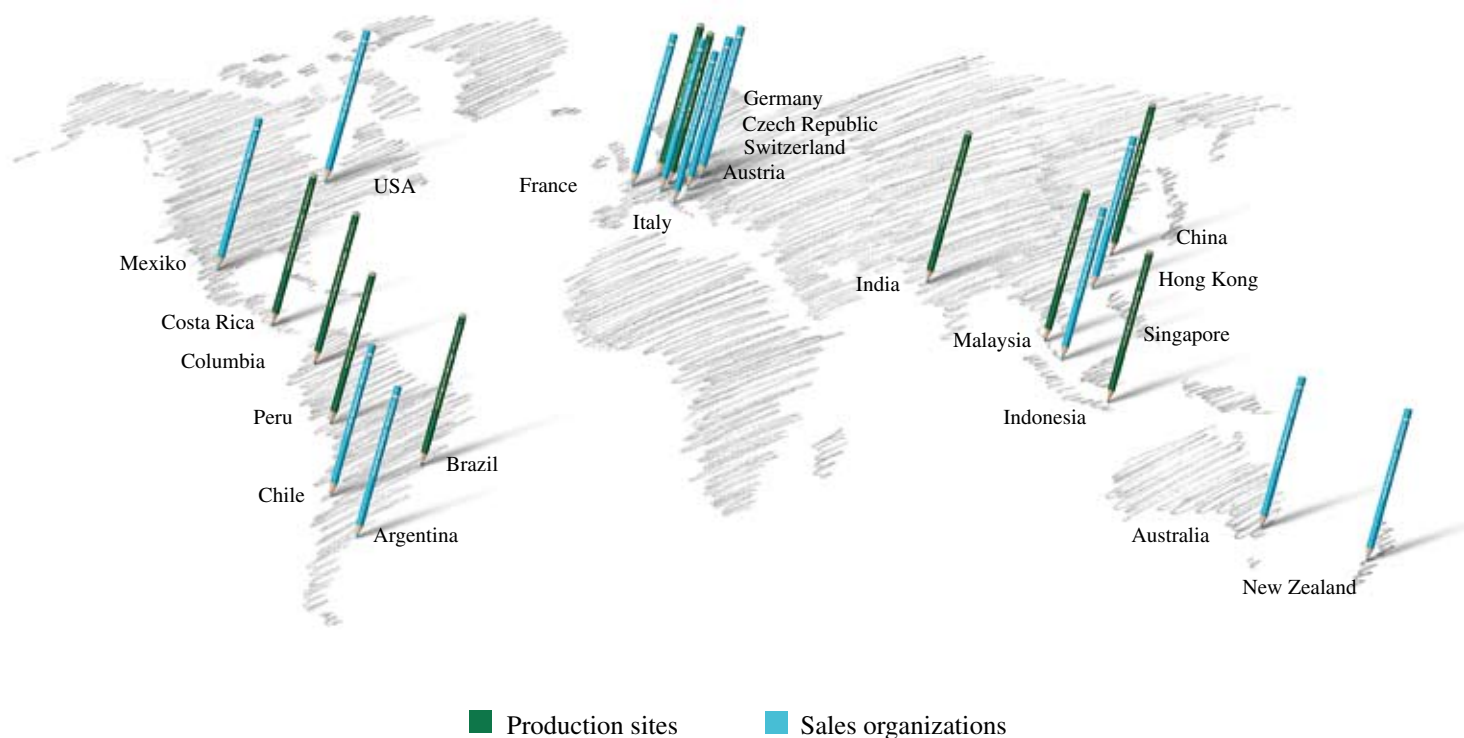 Germany
Czech Republic
Switzerland
Austria
USA
France
Italy
China
Mexiko
Hong Kong
India
Costa Rica
Singapore
Malaysia
Columbia
Peru
Indonesia
Brazil
Chile
Argentina
Australia
New Zealand
Production sites
Sales organizations